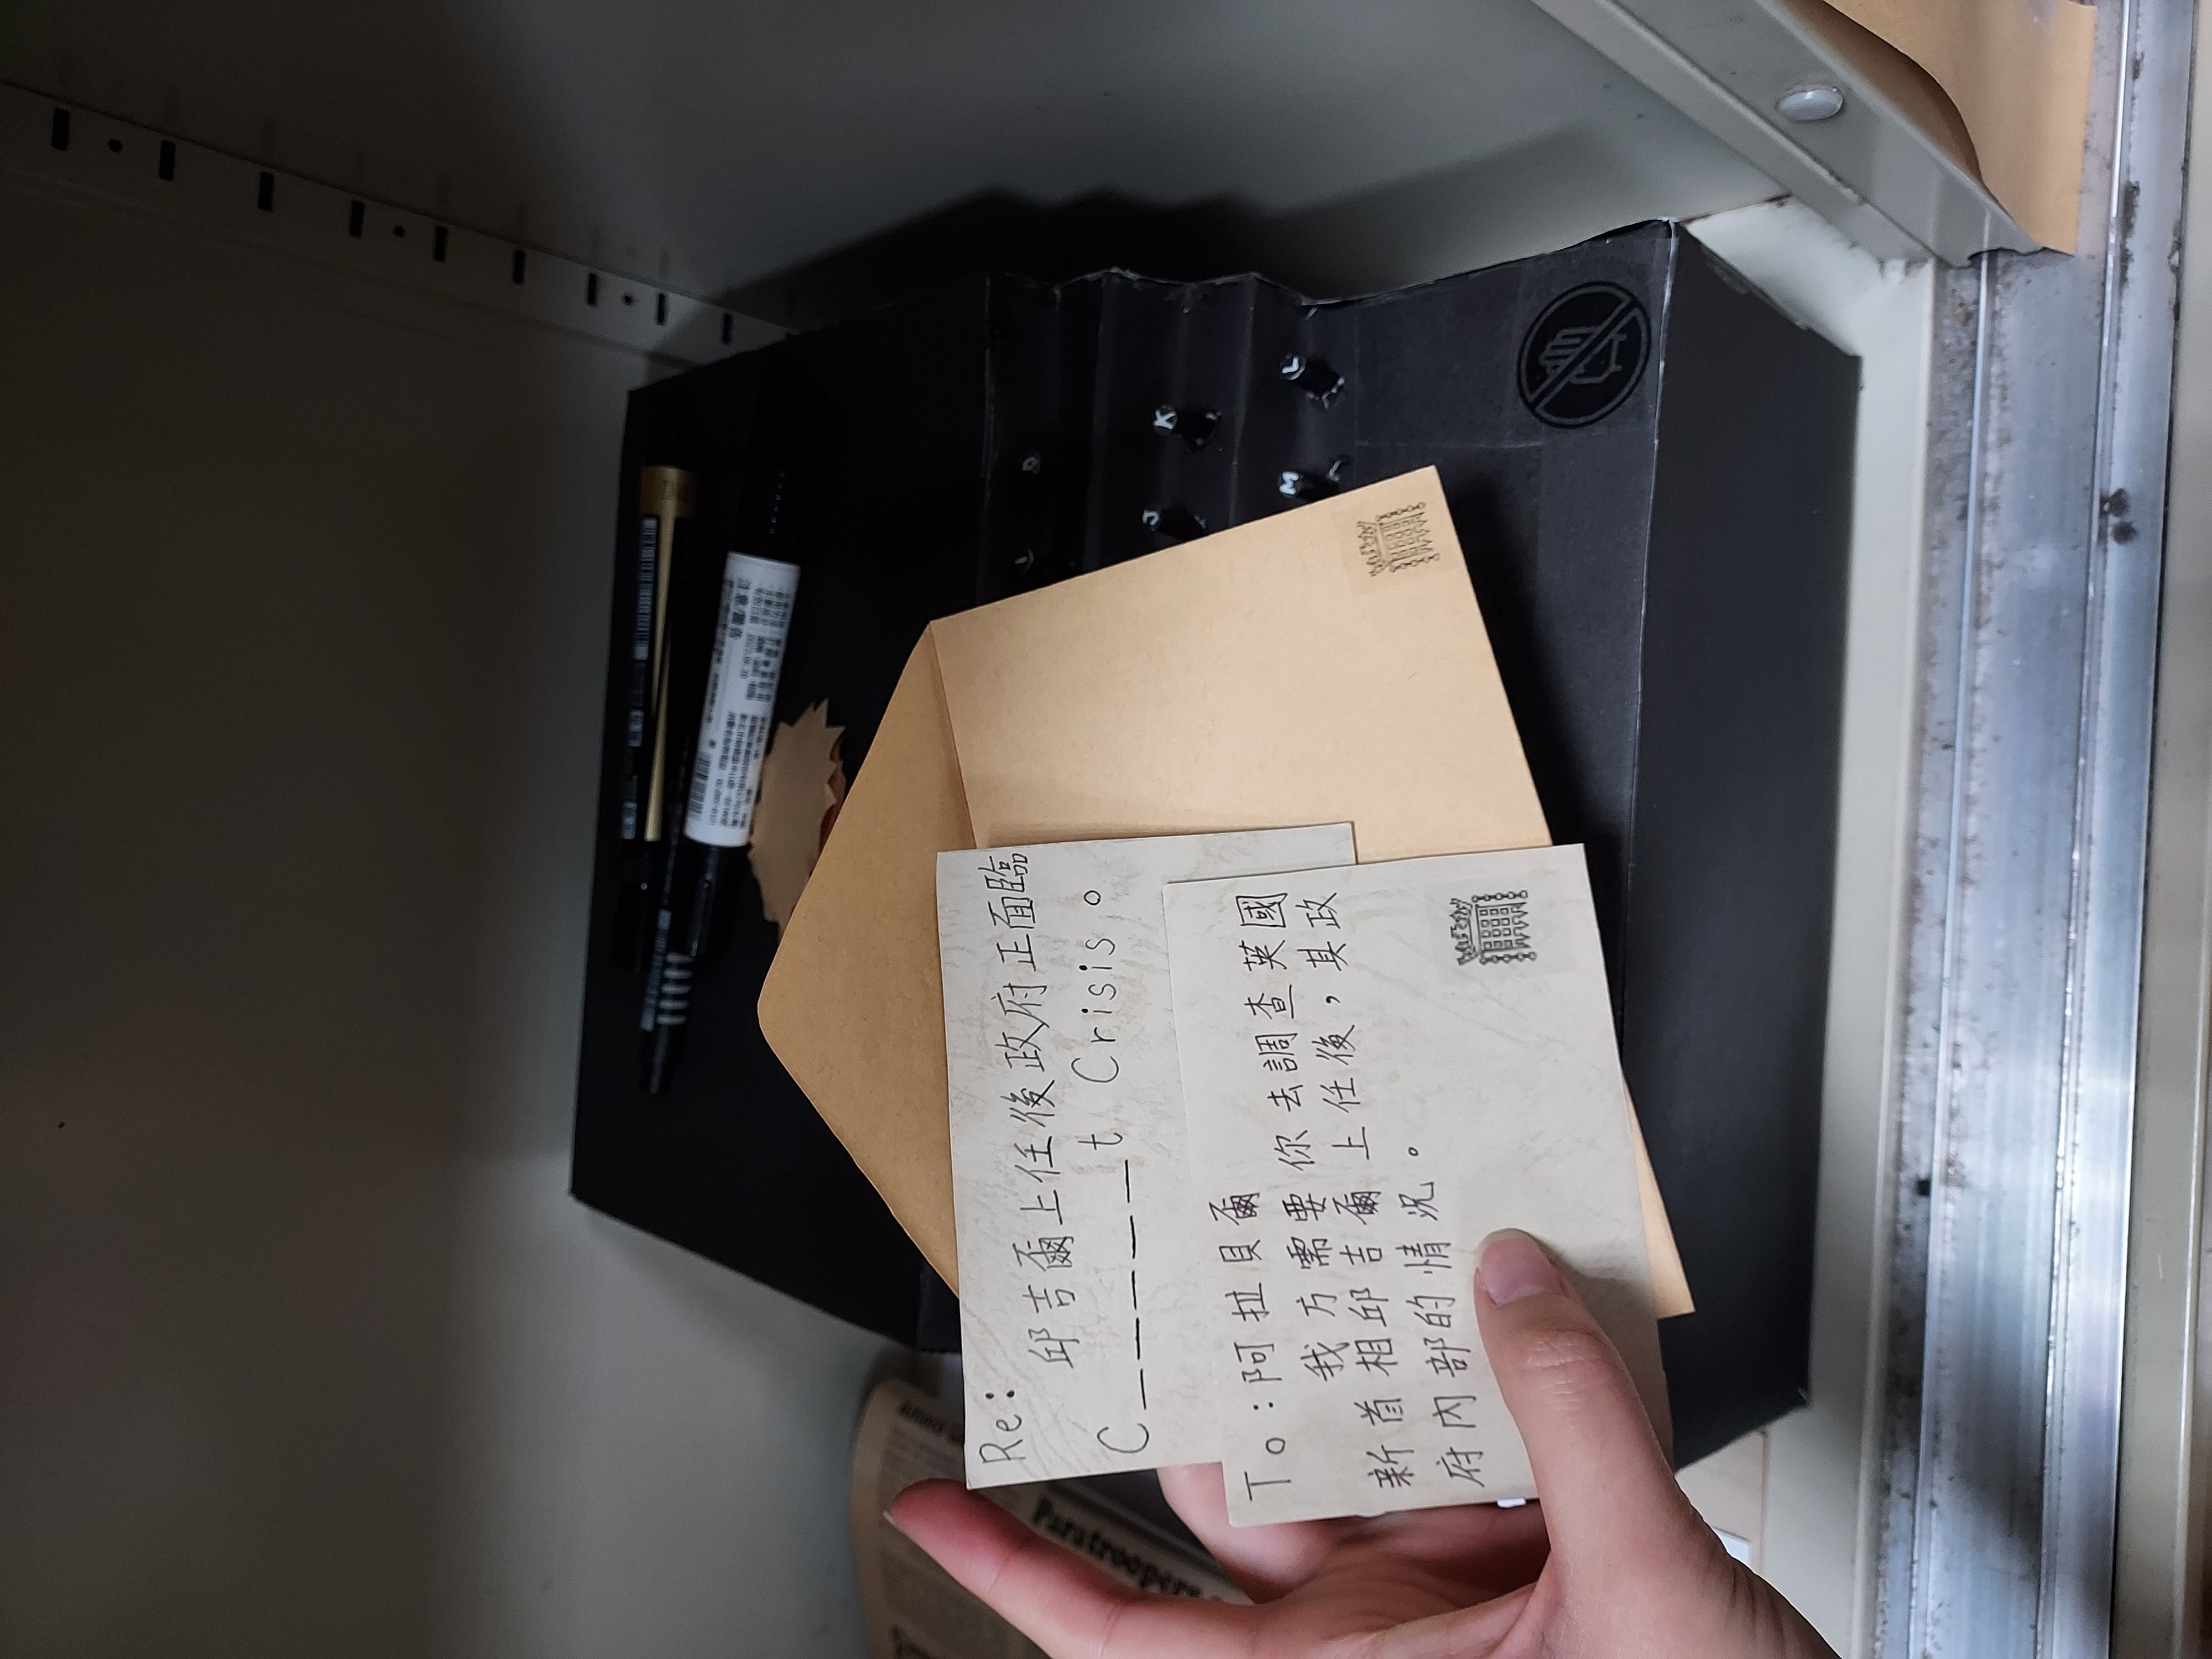 Re:
邱吉爾上任後政府正面臨
C_____t Crisis。
To:阿拉貝爾
我方需要你去調查英國
新首相邱吉爾上任後，其政
府內部的情況。
Paratroopers
I O
J K
M L